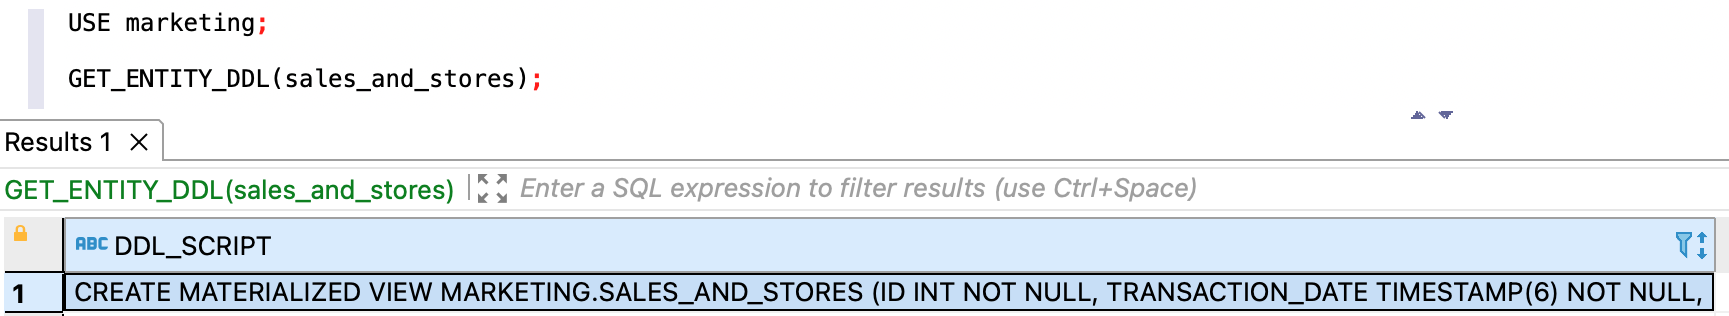 USE marketing;
GET_ENTITY_DDL(sales_and_stores);
Results 1
GET_ENTITY_DDL(sales_and_stores) Enter a SQL expression to filter results (use Ctrl+Space)
ABC DDL_SCRIPT
1 CREATE MATERIALIZED VIEW MARKETING.SALES_AND_STORES (ID INT NOT NULL, TRANSACTION_DATE TIMESTAMP(6) NOT NULL,